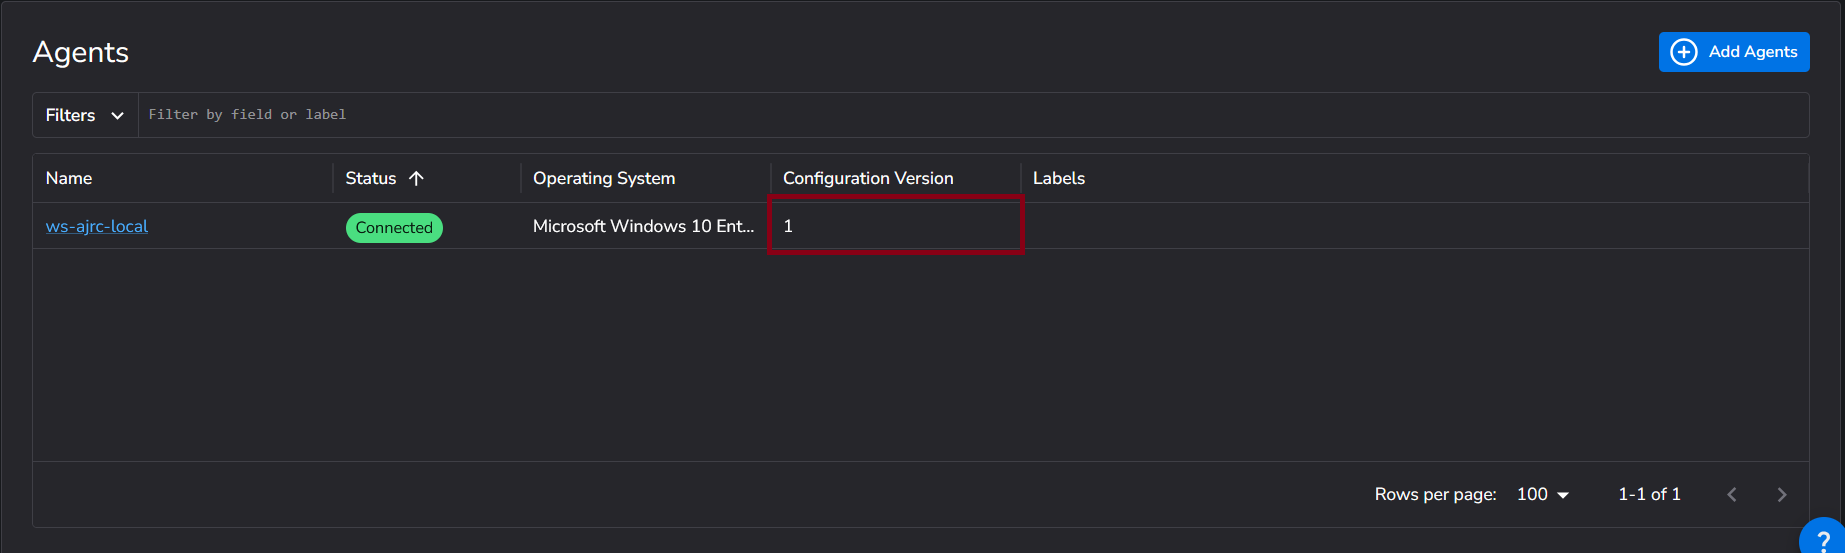 Agents
Add Agents
Filters
Filter by field or label
Name Status Operating System Configuration Version Labels
ws-ajrc-local Connected Microsoft Windows 10 Ent... 1
Rows per page: 100 1-1 of 1
?